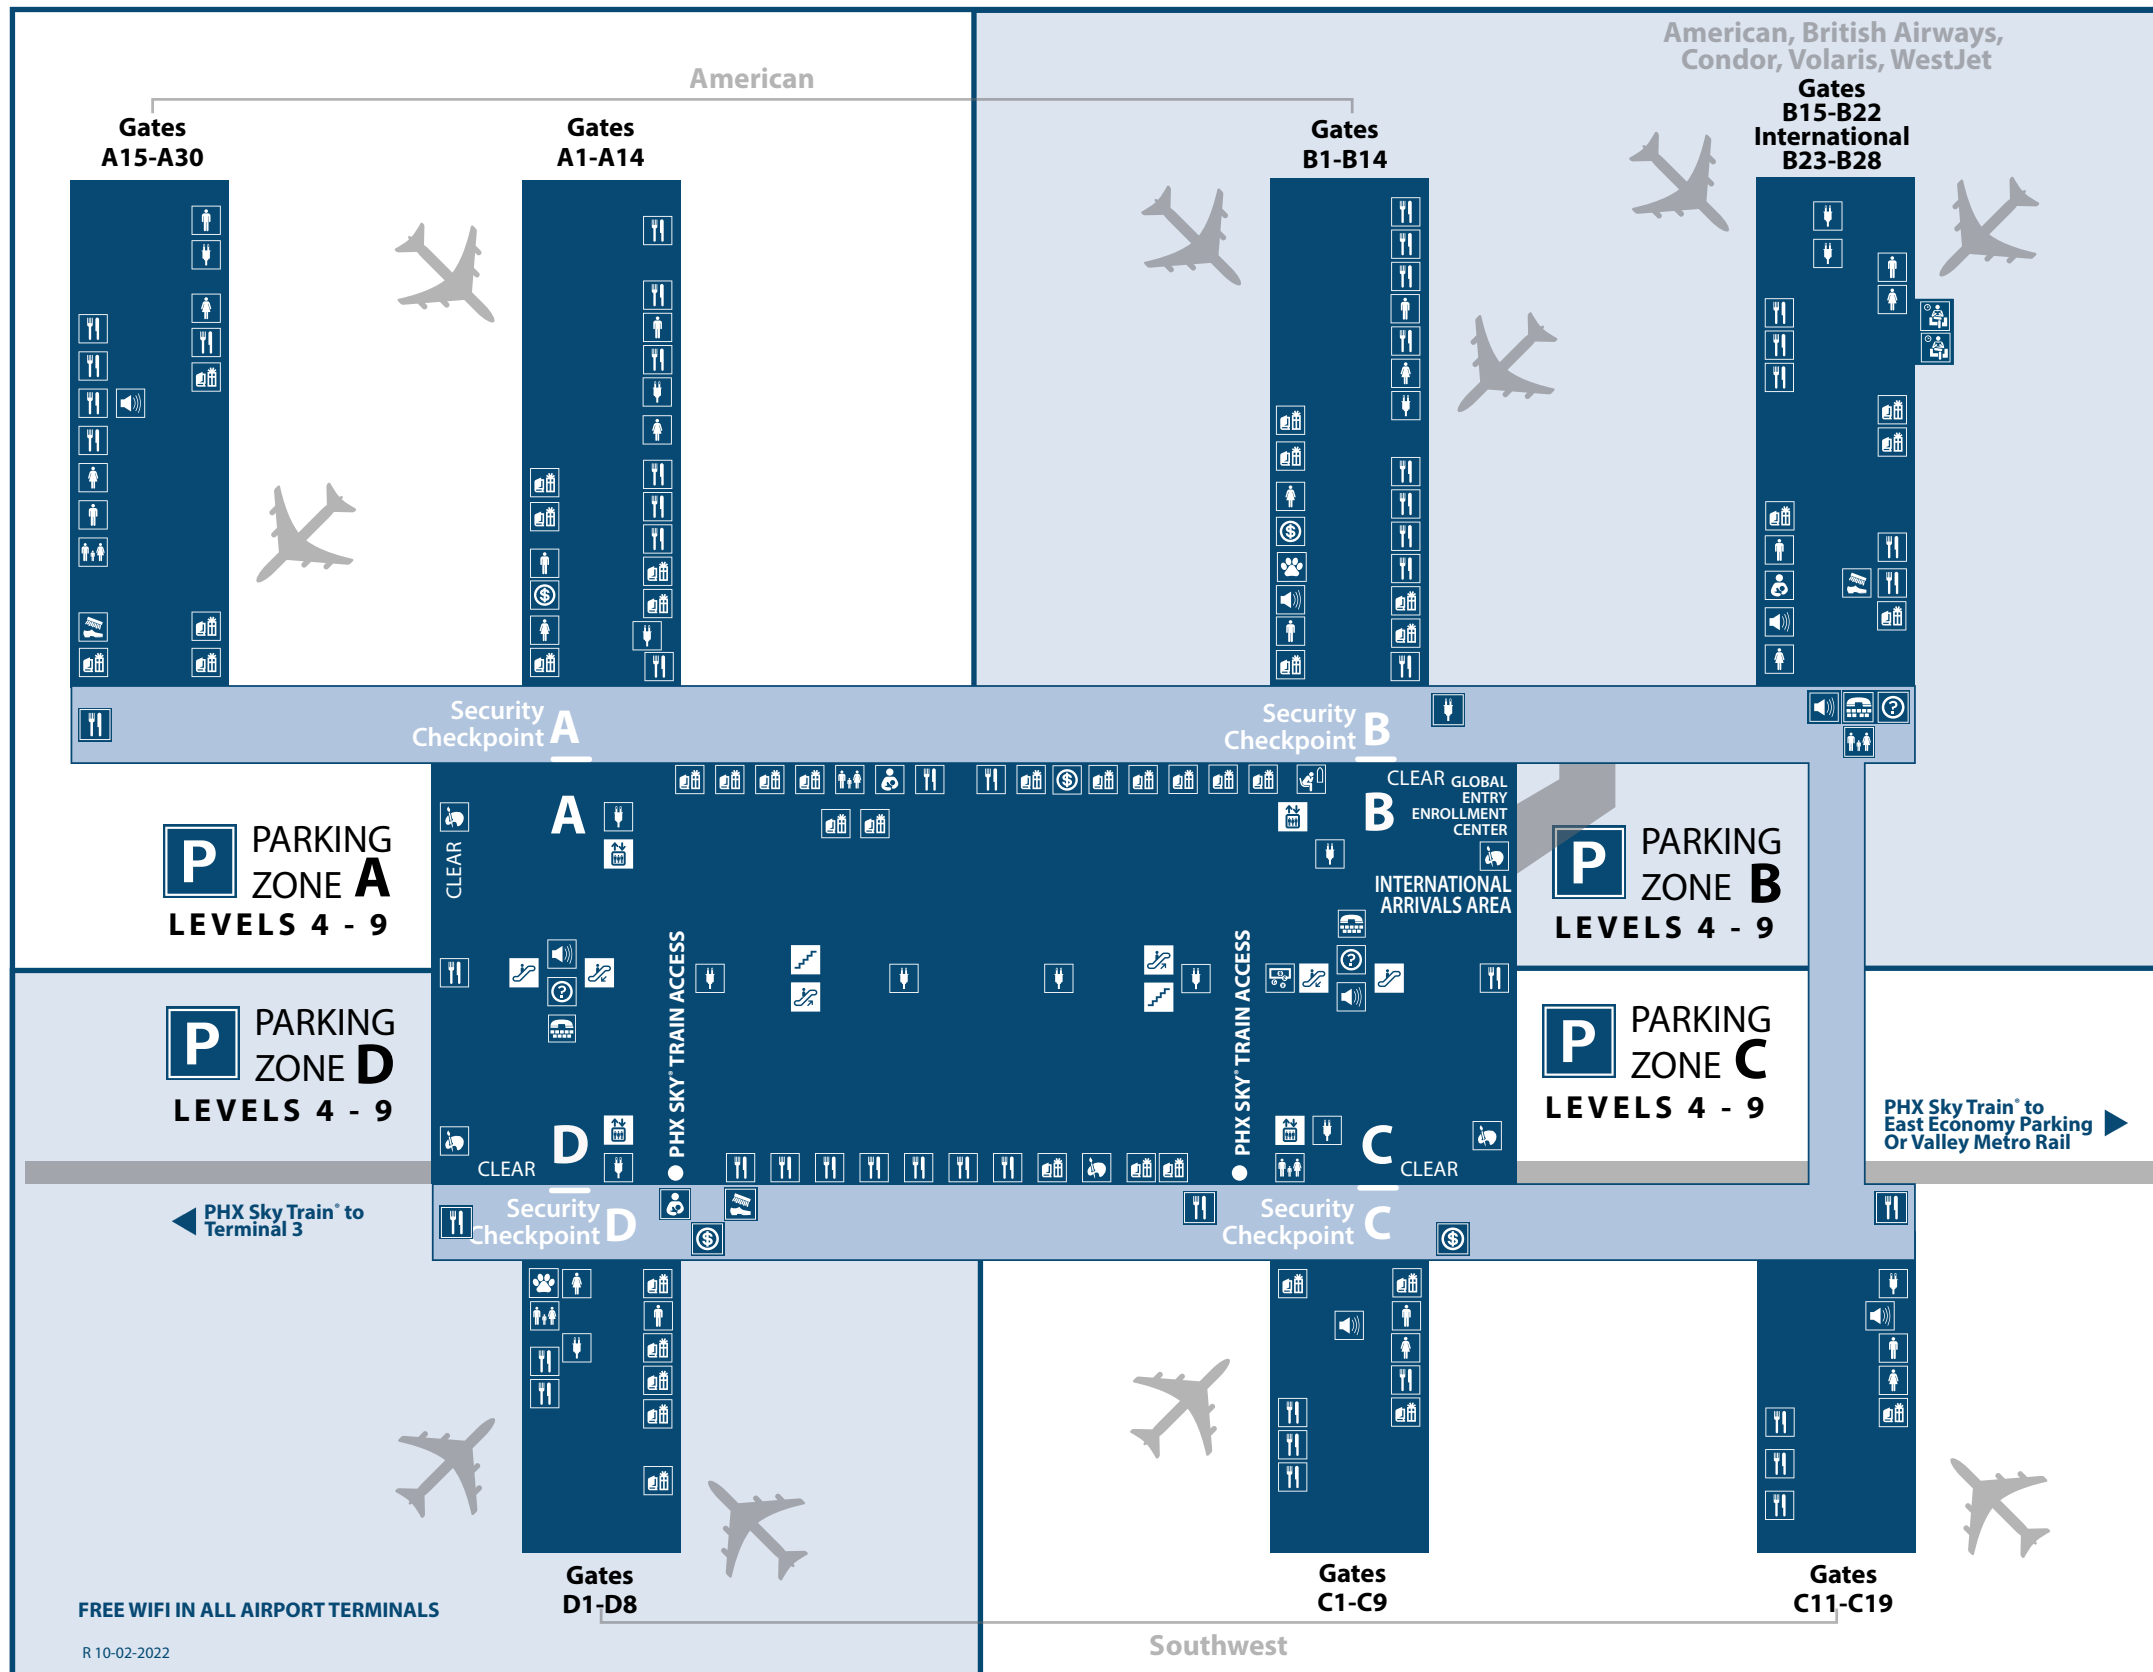 American
American, British Airways,
Condor, Volaris, WestJet
Gates
A15-A30
Gates
A1-A14
Gates
B1-B14
Gates
B15-B22
International
B23-B28
Security
Checkpoint A
Security
Checkpoint B
A
CLEAR
B
CLEAR GLOBAL
ENTRY
ENROLLMENT
CENTER
INTERNATIONAL
ARRIVALS AREA
P
PARKING
ZONE A
LEVELS 4 - 9
P
PARKING
ZONE B
LEVELS 4 - 9
PHX SKY® TRAIN ACCESS
PHX SKY® TRAIN ACCESS
P
PARKING
ZONE D
LEVELS 4 - 9
P
PARKING
ZONE C
LEVELS 4 - 9
D
CLEAR
C
CLEAR
PHX Sky Train® to
East Economy Parking
Or Valley Metro Rail
PHX Sky Train® to
Terminal 3
Security
Checkpoint D
Security
Checkpoint C
Gates
D1-D8
Gates
C1-C9
Gates
C11-C19
Southwest
FREE WIFI IN ALL AIRPORT TERMINALS
R 10-02-2022